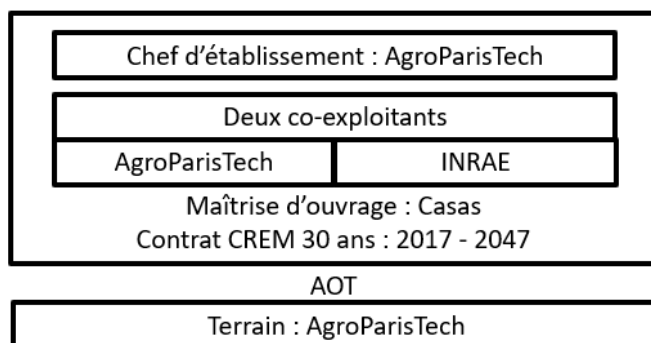 Chef d'établissement : AgroParisTech
Deux co-exploitants
AgroParisTech INRAE
Maîtrise d'ouvrage : Casas
Contrat CREM 30 ans : 2017 - 2047
AOT
Terrain : AgroParisTech